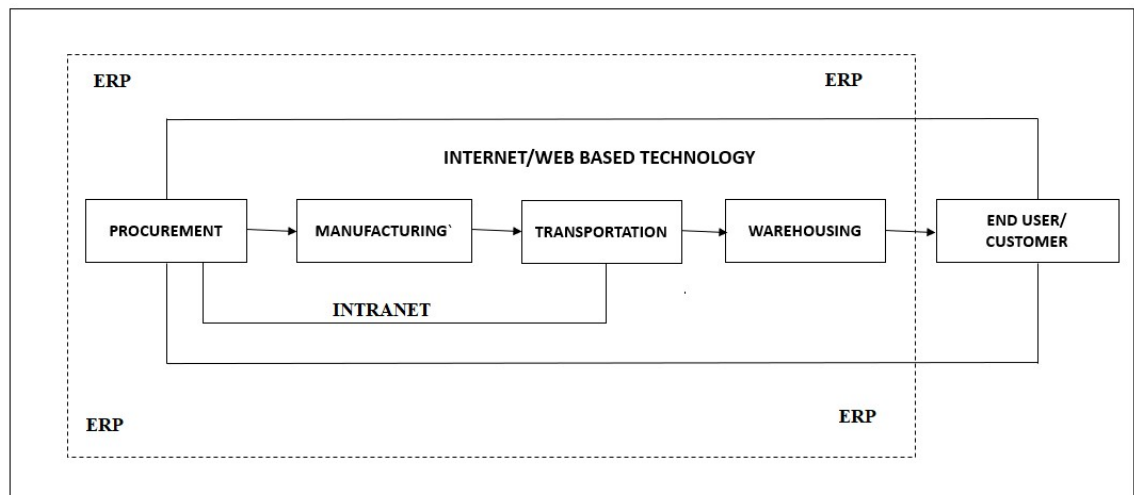 ERP
ERP
INTERNET/WEB BASED TECHNOLOGY
PROCUREMENT
MANUFACTURING`
TRANSPORTATION
WAREHOUSING
END USER/
CUSTOMER
INTRANET
ERP
ERP